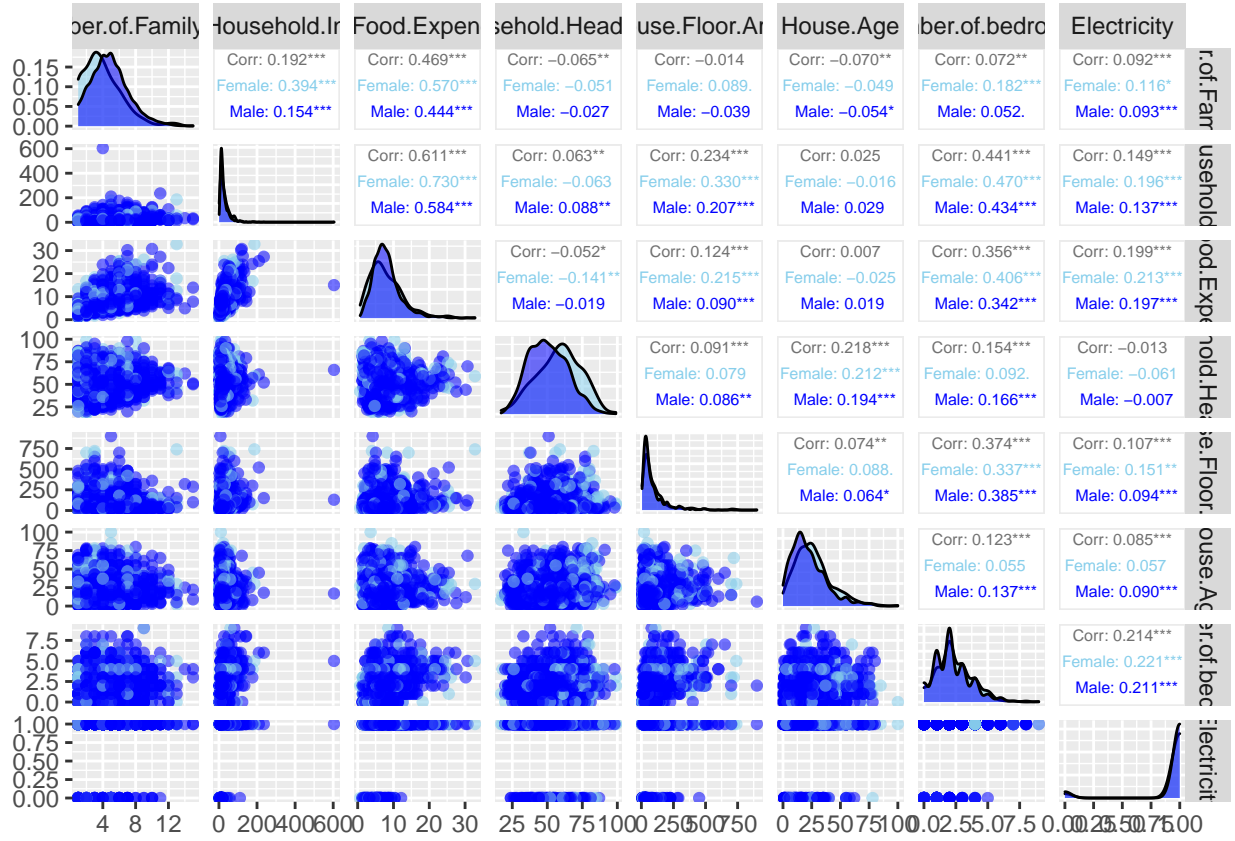 ber.of.Family
Household.In
Food.Expen
sehold.Head
use.Floor.Ar
House.Age
ber.of.bedro
Electricity
0.15
0.10
0.05
0.00
Corr: 0.192***
Female: 0.394***
Male: 0.154***
Corr: 0.469***
Female: 0.570***
Male: 0.444***
Corr: −0.065**
Female: −0.051
Male: −0.027
Corr: −0.014
Female: 0.089.
Male: −0.039
Corr: −0.070**
Female: −0.049
Male: −0.054*
Corr: 0.072**
Female: 0.182***
Male: 0.052.
Corr: 0.092***
Female: 0.116*
Male: 0.093***
r.of.Fam
600
400
200
0
Corr: 0.611***
Female: 0.730***
Male: 0.584***
Corr: 0.063**
Female: −0.063
Male: 0.088**
Corr: 0.234***
Female: 0.330***
Male: 0.207***
Corr: 0.025
Female: −0.016
Male: 0.029
Corr: 0.441***
Female: 0.470***
Male: 0.434***
Corr: 0.149***
Female: 0.196***
Male: 0.137***
usehold
30
20
10
0
Corr: −0.052*
Female: −0.141**
Male: −0.019
Corr: 0.124***
Female: 0.215***
Male: 0.090***
Corr: 0.007
Female: −0.025
Male: 0.019
Corr: 0.356***
Female: 0.406***
Male: 0.342***
Corr: 0.199***
Female: 0.213***
Male: 0.197***
ood.Expe
100
75
50
25
Corr: 0.091***
Female: 0.079
Male: 0.086**
Corr: 0.218***
Female: 0.212***
Male: 0.194***
Corr: 0.154***
Female: 0.092.
Male: 0.166***
Corr: −0.013
Female: −0.061
Male: −0.007
hold.Hea
750
500
250
0
Corr: 0.074**
Female: 0.088.
Male: 0.064*
Corr: 0.374***
Female: 0.337***
Male: 0.385***
Corr: 0.107***
Female: 0.151**
Male: 0.094***
se.Floor.
100
75
50
25
0
Corr: 0.123***
Female: 0.055
Male: 0.137***
Corr: 0.085***
Female: 0.057
Male: 0.090***
ouse.Ag
7.5
5.0
2.5
0.0
Corr: 0.214***
Female: 0.221***
Male: 0.211***
er.of.bed
1.00
0.75
0.50
0.25
0.00
Electricit
4 8 12
0 200400600
0 10 20 30
25 50 75100
0 250500750
0 255075100
0.02.55.07.5
0.000.250.500.751.00